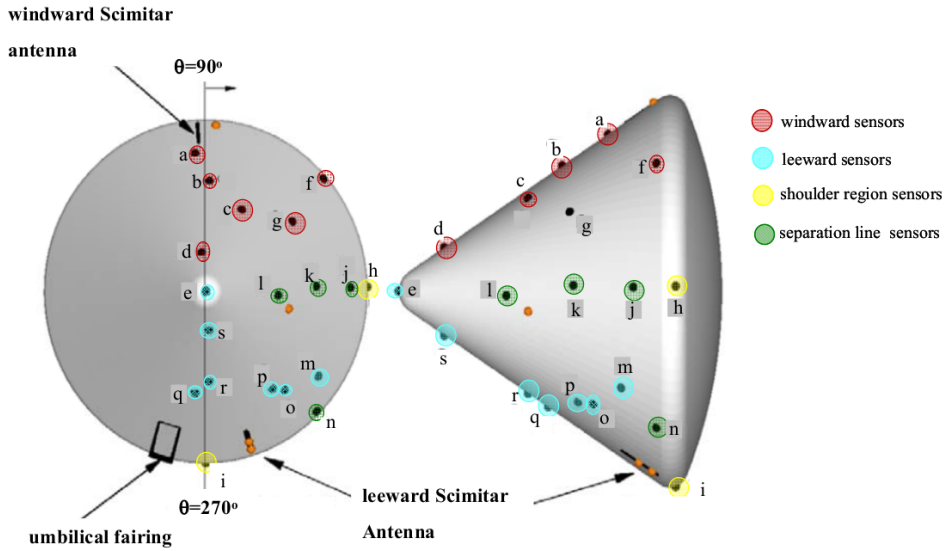 windward Scimitar
antenna
θ=90º
a
b
c
d
e
f
g
h
i
j
k
l
m
n
o
p
q
r
s
θ=270º
umbilical fairing
leeward Scimitar
Antenna
a
b
c
d
e
f
g
h
i
j
k
l
m
n
o
p
q
r
s
windward sensors
leeward sensors
shoulder region sensors
separation line sensors